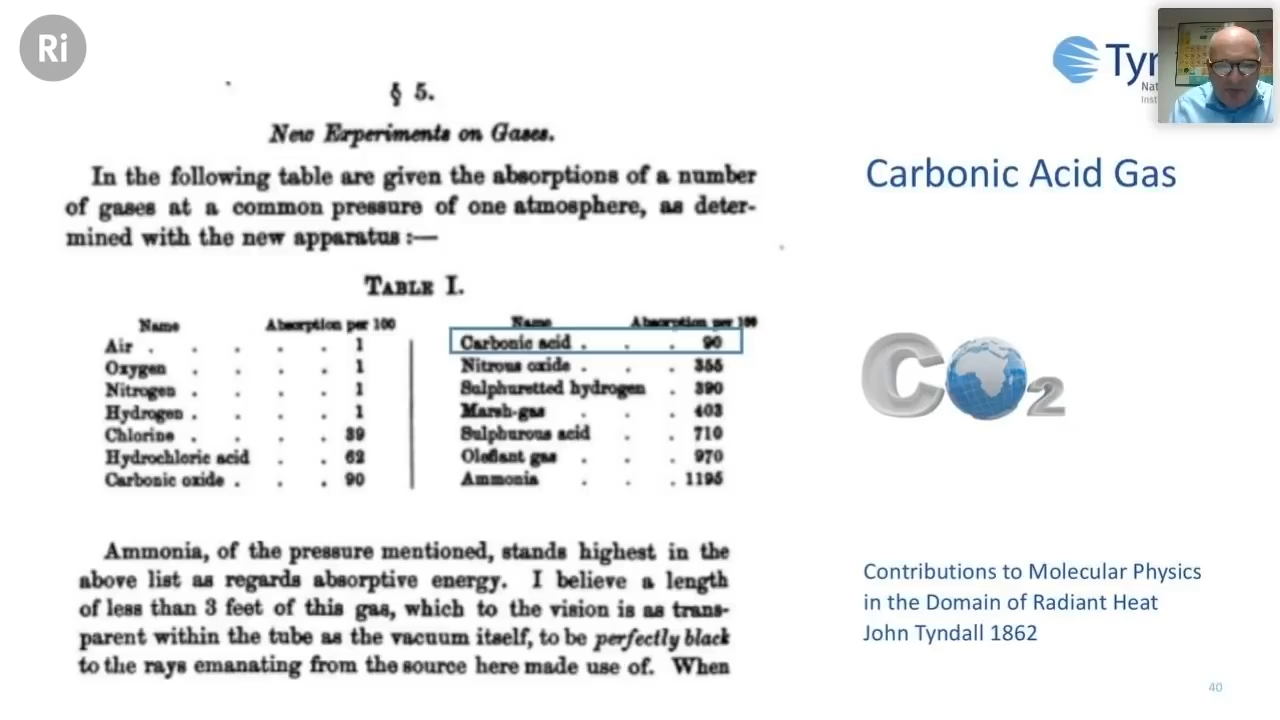 Ri
§ 5.
New Experiments on Gases.
In the following table are given the absorptions of a number
of gases at a common pressure of one atmosphere, as deter-
mined with the new apparatus :—
TABLE I.
Name Absorption per 100
Air . . . . . 1
Oxygen . . . . 1
Nitrogen . . . . 1
Hydrogen . . . . 1
Chlorine . . . . 39
Hydrochloric acid . . 62
Carbonic oxide . . . 90
Name Absorption per 100
Carbonic acid . . . 90
Nitrous oxide . . . 355
Sulphuretted hydrogen . 390
Marsh-gas . . . 403
Sulphurous acid . . 710
Olefiant gas . . . 970
Ammonia . . . 1195
Ammonia, of the pressure mentioned, stands highest in the
above list as regards absorptive energy. I believe a length
of less than 3 feet of this gas, which to the vision is as trans-
parent within the tube as the vacuum itself, to be perfectly black
to the rays emanating from the source here made use of. When
Tyn
Nat
Inst
Carbonic Acid Gas
CO2
Contributions to Molecular Physics
in the Domain of Radiant Heat
John Tyndall 1862
40